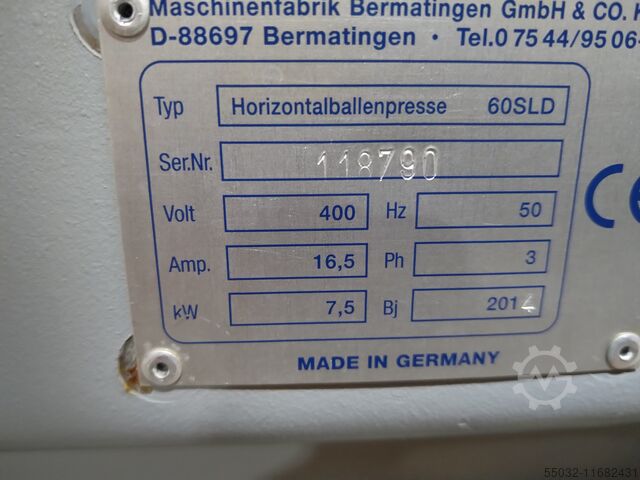 Maschinenfabrik Bermatingen GmbH & CO.
D-88697 Bermatingen · Tel.0 75 44/95 06-
Typ Horizontalballenpresse 60SLD
Ser.Nr. 118790
Volt 400 Hz 50
Amp. 16,5 Ph 3
kW 7,5 Bj 2014
MADE IN GERMANY
CE
55032-11682431